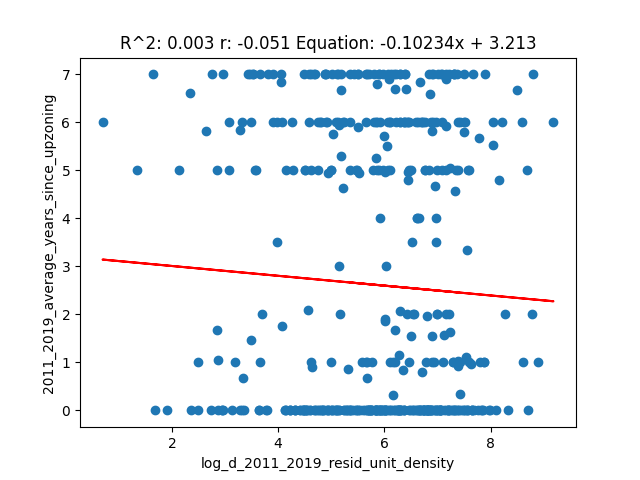 R^2: 0.003 r: -0.051 Equation: -0.10234x + 3.213
7
6
5
4
3
2
1
0
2011_2019_average_years_since_upzoning
2 4 6 8
log_d_2011_2019_resid_unit_density